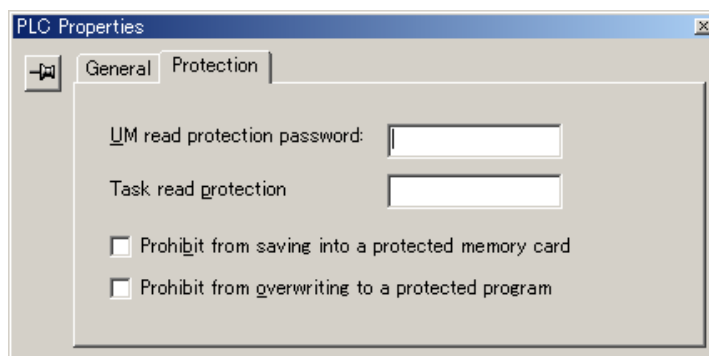 PLC Properties
General Protection
UM read protection password:
Task read protection
Prohibit from saving into a protected memory card
Prohibit from overwriting to a protected program